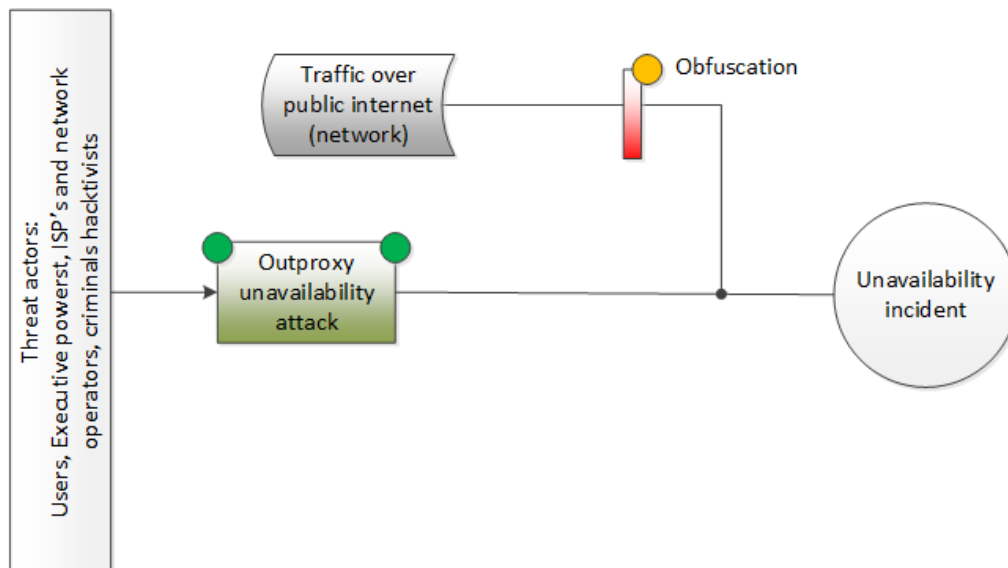 Threat actors:
Users, Executive powerst, ISP's and network
operators, criminals hacktivists
Traffic over
public internet
(network)
Obfuscation
Outproxy
unavailability
attack
Unavailability
incident